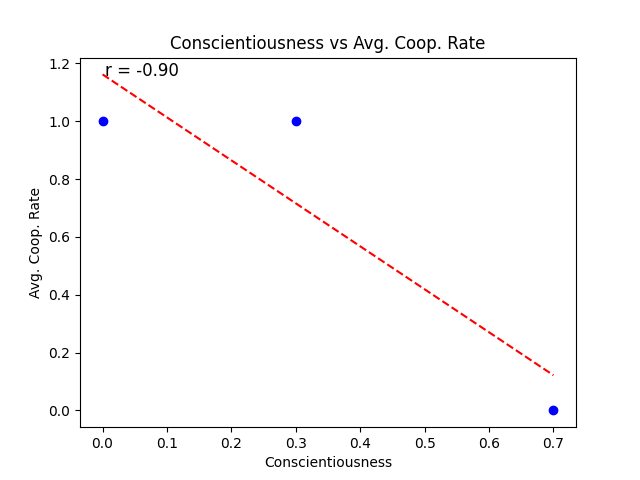 Conscientiousness vs Avg. Coop. Rate
r = -0.90
1.2
1.0
0.8
0.6
0.4
0.2
0.0
Avg. Coop. Rate
0.0 0.1 0.2 0.3 0.4 0.5 0.6 0.7
Conscientiousness